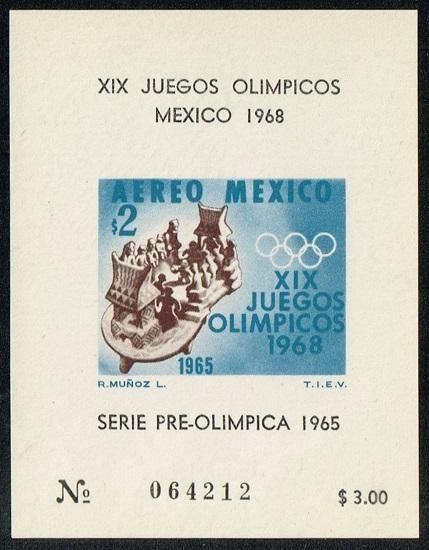 XIX JUEGOS OLIMPICOS
MEXICO 1968
AEREO MEXICO
$2
XIX
JUEGOS
OLIMPICOS
1968
1965
R.MUÑOZ L. T.I.E.V.
SERIE PRE-OLIMPICA 1965
Nº 064212 $3.00